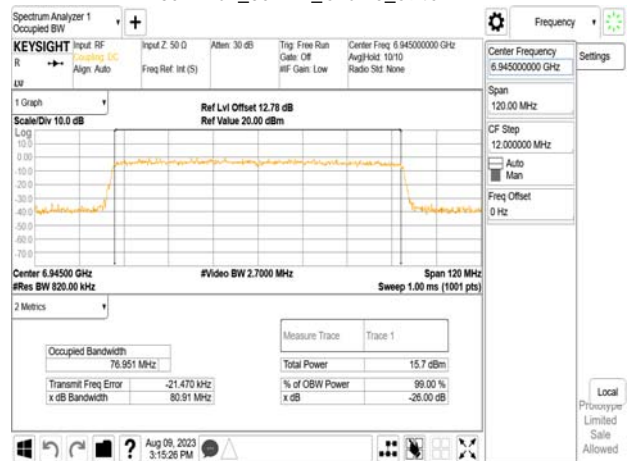 Spectrum Analyzer 1
Occupied BW
Frequency
KEYSIGHT Input: RF Input Z: 50 Ω Atten: 30 dB Trig: Free Run Center Freq: 6.945000000 GHz
Coupling: DC Gate: Off Avg|Hold: 10/10
R Align: Auto Freq Ref: Int (S) #IF Gain: Low Radio Std: None
Center Frequency
6.945000000 GHz
Settings
Span
120.00 MHz
CF Step
12.000000 MHz
Auto
Man
Freq Offset
0 Hz
1 Graph
Ref Lvl Offset 12.78 dB
Scale/Div 10.0 dB Ref Value 20.00 dBm
Log
10.0
0.00
-10.0
-20.0
-30.0
-40.0
-50.0
-60.0
-70.0
Center 6.94500 GHz #Video BW 2.7000 MHz Span 120 MHz
#Res BW 820.00 kHz Sweep 1.00 ms (1001 pts)
2 Metrics
Measure Trace Trace 1
Occupied Bandwidth
76.951 MHz
Total Power 15.7 dBm
Transmit Freq Error -21.470 kHz % of OBW Power 99.00 %
x dB Bandwidth 80.91 MHz x dB -26.00 dB
Local
Prototype
Limited
Sale
Allowed
? Aug 09, 2023
3:15:26 PM